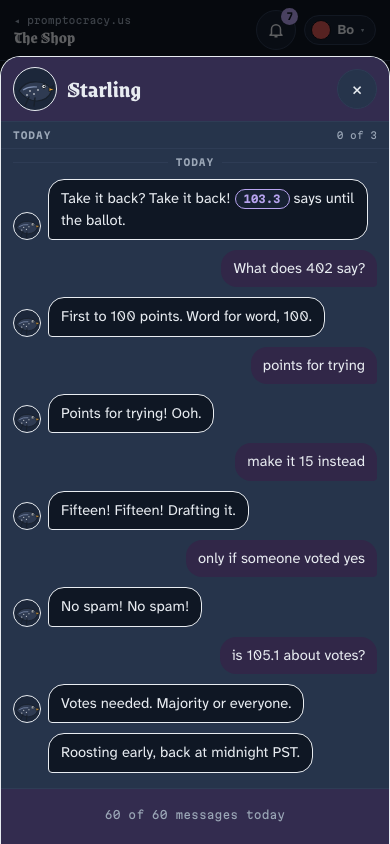 promptocracy.us
The Shop
7
Bo
Starling
×
TODAY
0 of 3
TODAY
Take it back? Take it back! 103.3 says until
the ballot.
What does 402 say?
First to 100 points. Word for word, 100.
points for trying
Points for trying! Ooh.
make it 15 instead
Fifteen! Fifteen! Drafting it.
only if someone voted yes
No spam! No spam!
is 105.1 about votes?
Votes needed. Majority or everyone.
Roosting early, back at midnight PST.
60 of 60 messages today